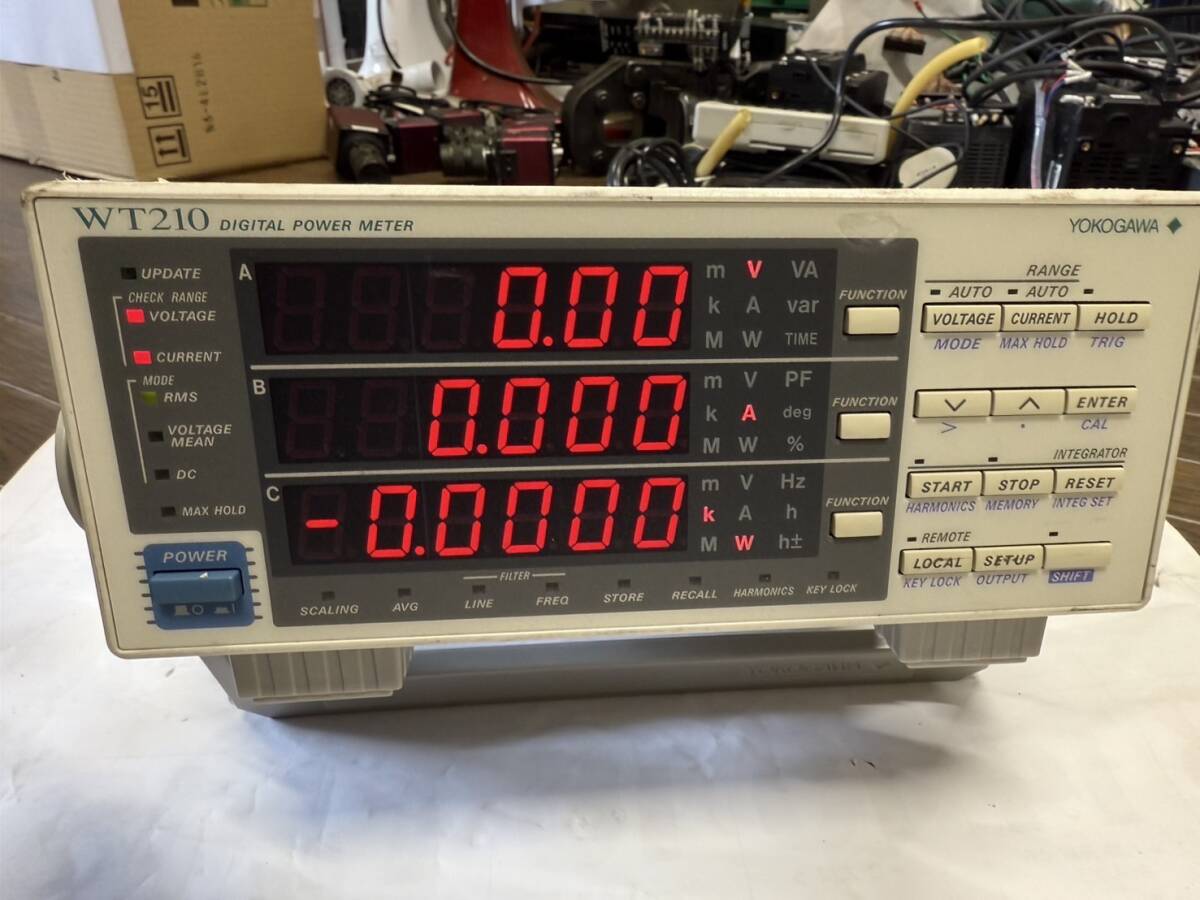 15
WT210 DIGITAL POWER METER
YOKOGAWA
UPDATE
CHECK RANGE
VOLTAGE
CURRENT
MODE
RMS
VOLTAGE
MEAN
DC
MAX HOLD
POWER
A
0.00
m V VA
k A var
M W TIME
FUNCTION
B
0.000
m V PF
k A deg
M W %
FUNCTION
C
-0.0000
m V Hz
k A h
M W h±
FUNCTION
FILTER
SCALING AVG LINE FREQ STORE RECALL HARMONICS KEY LOCK
RANGE
AUTO AUTO
VOLTAGE CURRENT HOLD
MODE MAX HOLD TRIG
ENTER
> . CAL
INTEGRATOR
START STOP RESET
HARMONICS MEMORY INTEG SET
REMOTE
LOCAL SETUP
KEY LOCK OUTPUT SHIFT